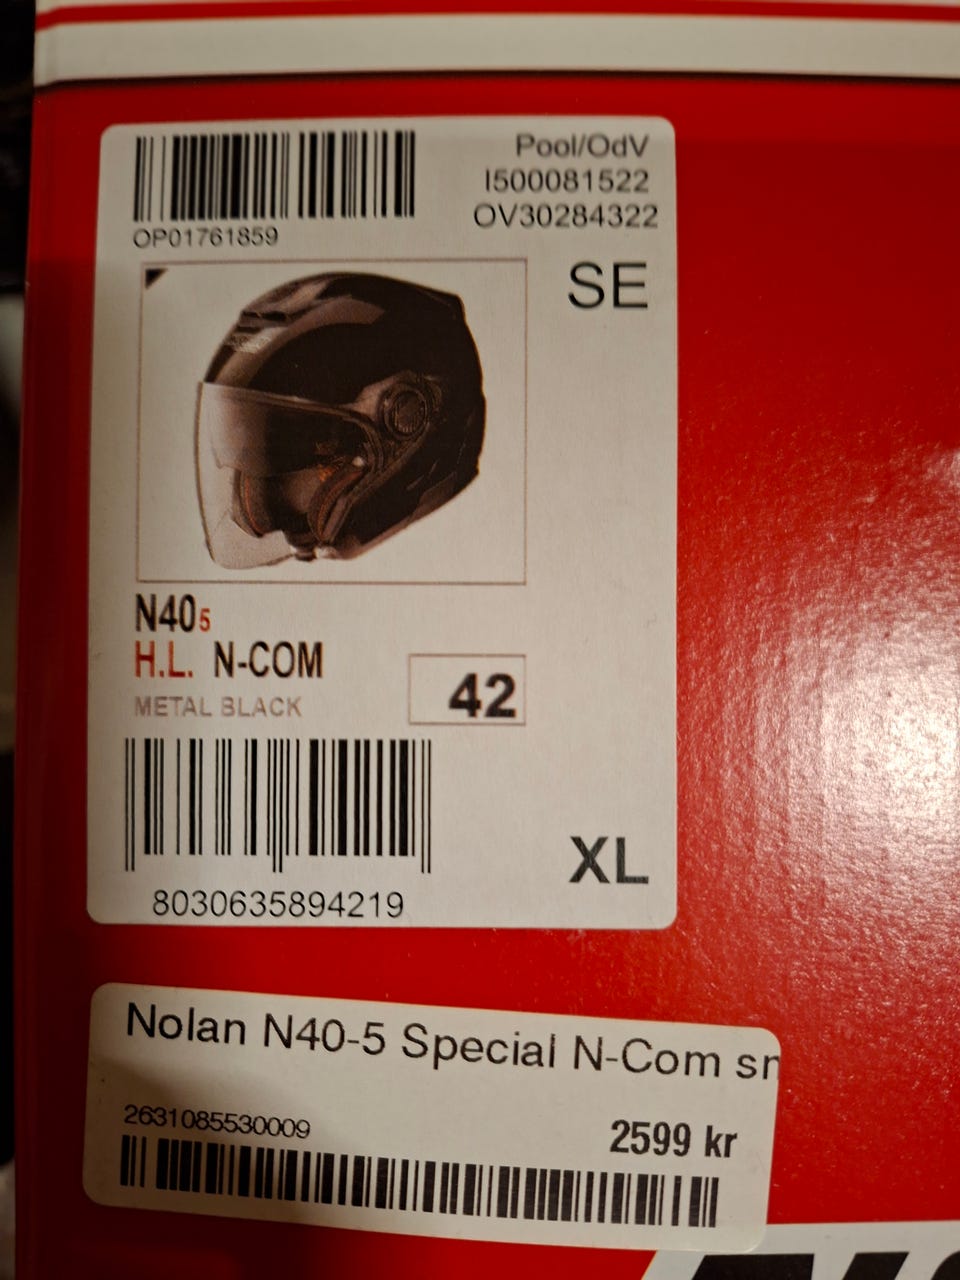 Pool/OdV
I500081522
OV30284322
OP01761859
SE
N405
H.L. N-COM
METAL BLACK
42
8030635894219
XL
Nolan N40-5 Special N-Com
2631085530009
2599 kr